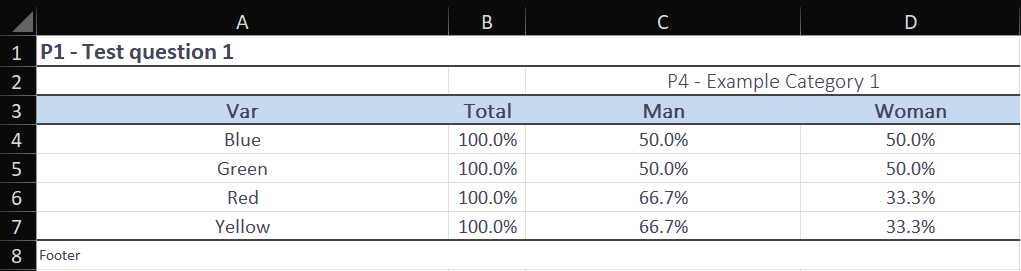 A B C D
1 P1 - Test question 1
2 P4 - Example Category 1
3 Var Total Man Woman
4 Blue 100.0% 50.0% 50.0%
5 Green 100.0% 50.0% 50.0%
6 Red 100.0% 66.7% 33.3%
7 Yellow 100.0% 66.7% 33.3%
8 Footer